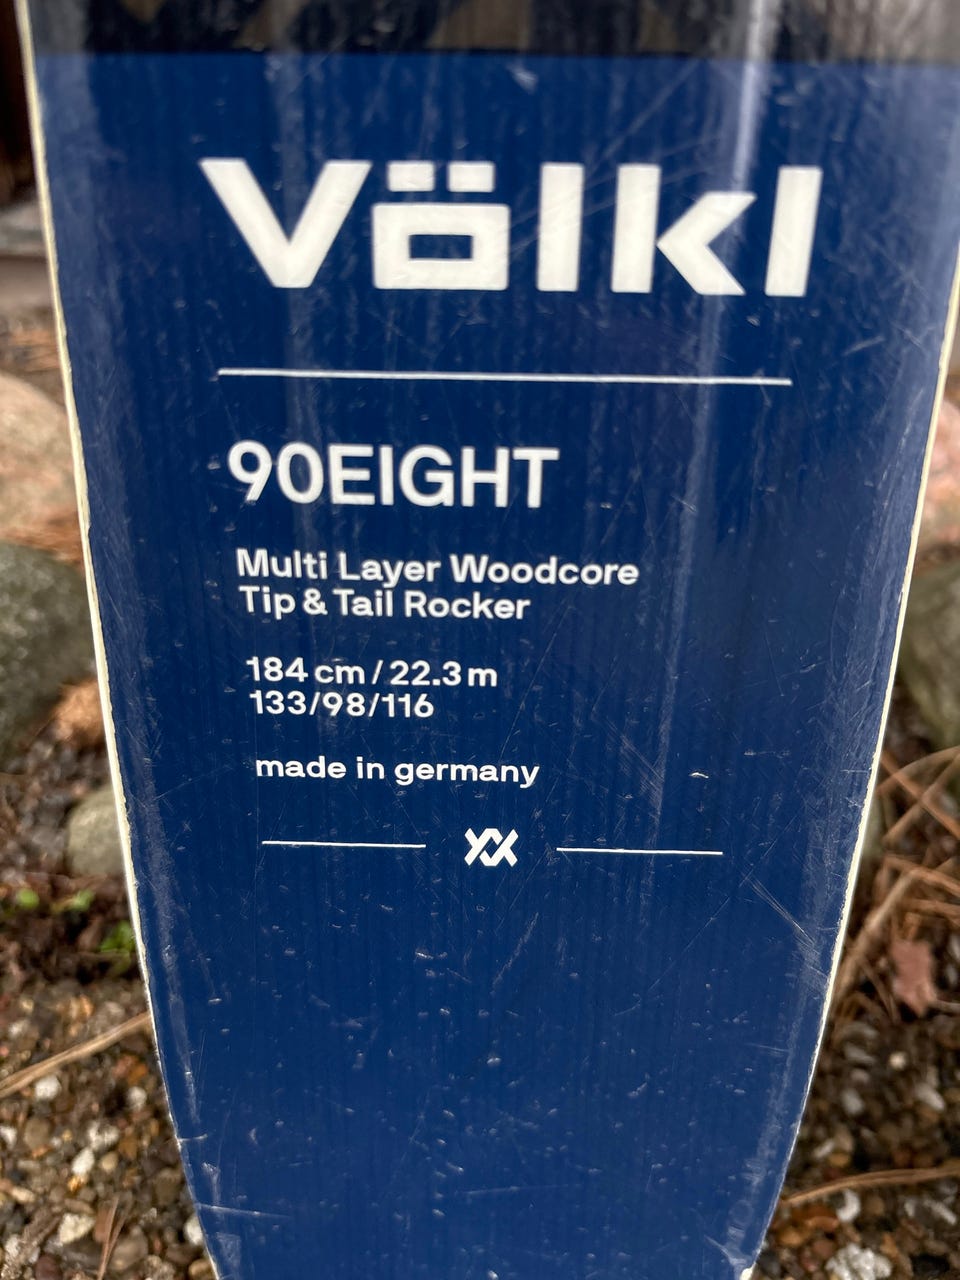 Völkl
90EIGHT
Multi Layer Woodcore
Tip & Tail Rocker
184 cm / 22.3 m
133/98/116
made in germany